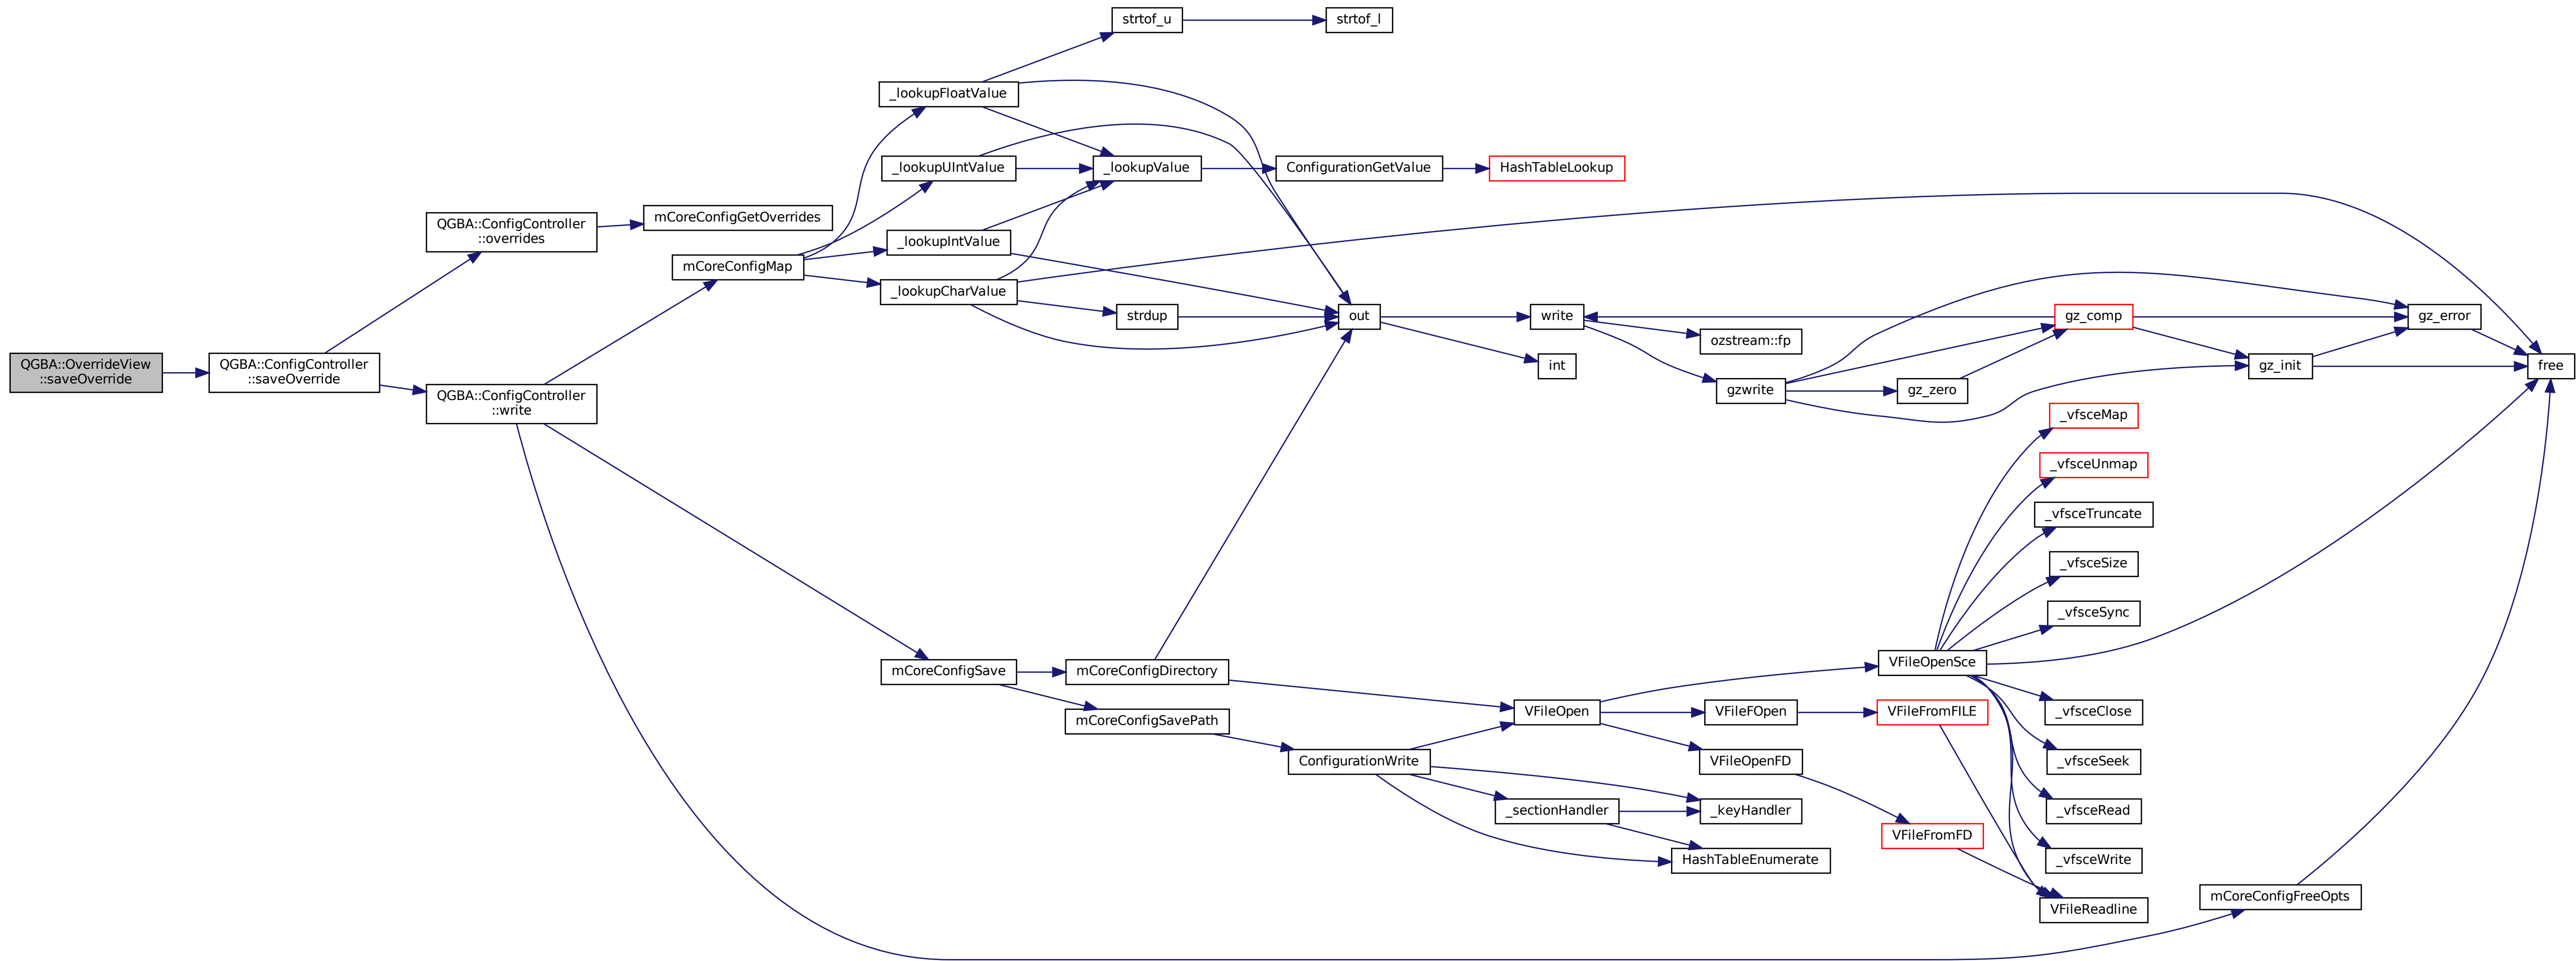 QGBA::OverrideView
::saveOverride
QGBA::ConfigController
::saveOverride
QGBA::ConfigController
::overrides
QGBA::ConfigController
::write
mCoreConfigGetOverrides
mCoreConfigMap
_lookupFloatValue
_lookupUIntValue
_lookupIntValue
_lookupCharValue
strtof_u
strtof_l
_lookupValue
ConfigurationGetValue
HashTableLookup
strdup
out
write
int
ozstream::fp
gzwrite
gz_comp
gz_zero
gz_init
gz_error
free
mCoreConfigSave
mCoreConfigDirectory
mCoreConfigSavePath
ConfigurationWrite
VFileOpen
_sectionHandler
_keyHandler
HashTableEnumerate
VFileFOpen
VFileOpenFD
VFileOpenSce
VFileFromFILE
VFileFromFD
_vfsceMap
_vfsceUnmap
_vfsceTruncate
_vfsceSize
_vfsceSync
_vfsceClose
_vfsceSeek
_vfsceRead
_vfsceWrite
VFileReadline
mCoreConfigFreeOpts